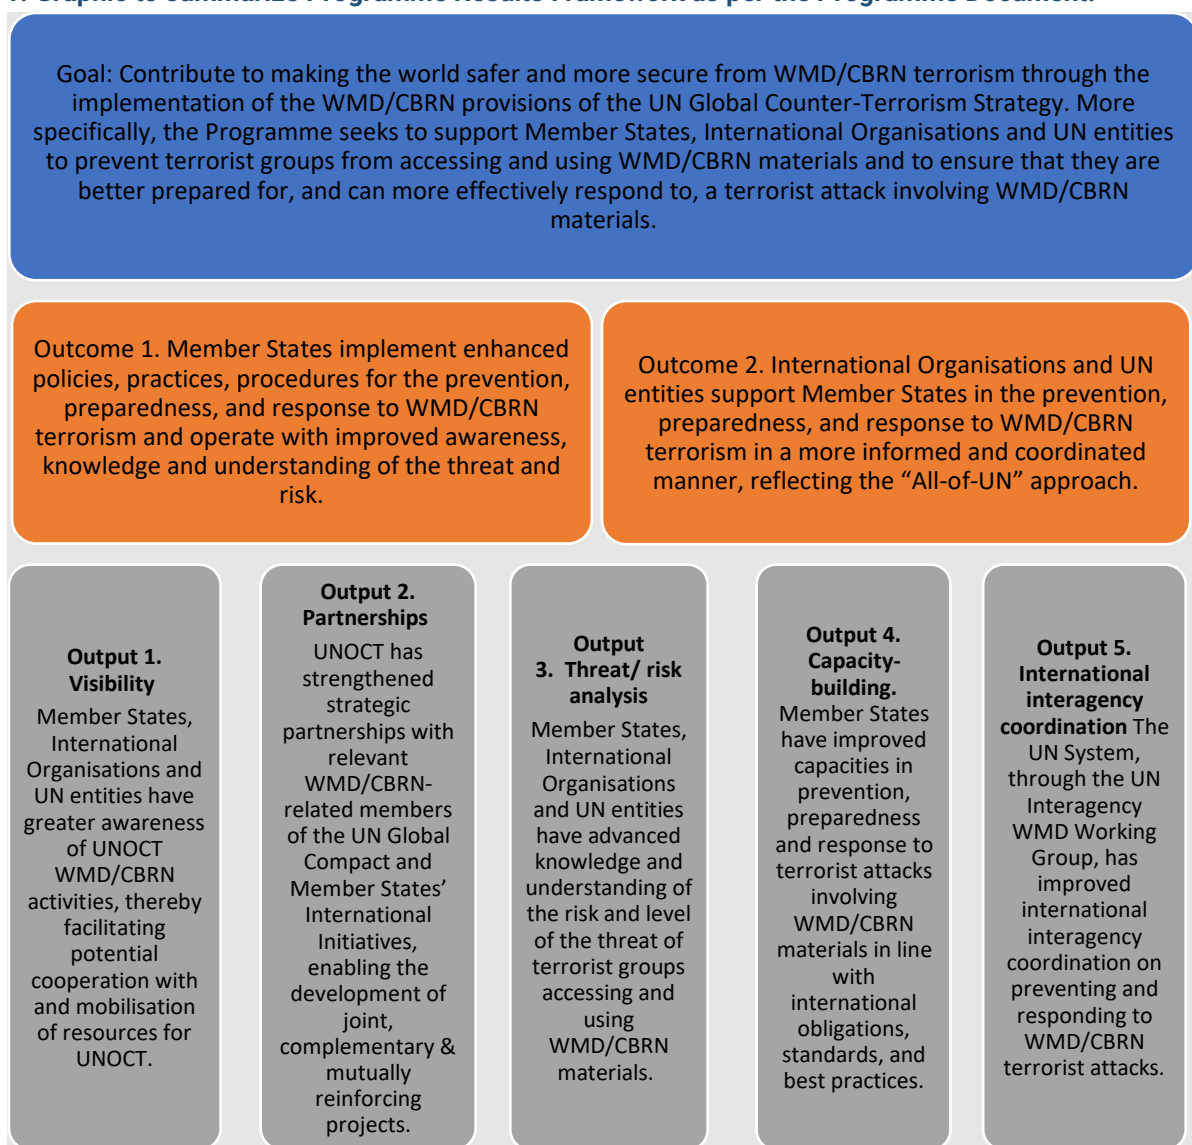 7. Graphic to summarize Programme Results Framework as per the Programme Document.
Goal: Contribute to making the world safer and more secure from WMD/CBRN terrorism through the
implementation of the WMD/CBRN provisions of the UN Global Counter-Terrorism Strategy. More
specifically, the Programme seeks to support Member States, International Organisations and UN entities
to prevent terrorist groups from accessing and using WMD/CBRN materials and to ensure that they are
better prepared for, and can more effectively respond to, a terrorist attack involving WMD/CBRN
materials.
Outcome 1. Member States implement enhanced
policies, practices, procedures for the prevention,
preparedness, and response to WMD/CBRN
terrorism and operate with improved awareness,
knowledge and understanding of the threat and
risk.
Outcome 2. International Organisations and UN
entities support Member States in the prevention,
preparedness, and response to WMD/CBRN
terrorism in a more informed and coordinated
manner, reflecting the “All-of-UN” approach.
Output 1.
Visibility
Member States,
International
Organisations and
UN entities have
greater awareness
of UNOCT
WMD/CBRN
activities, thereby
facilitating
potential
cooperation with
and mobilisation
of resources for
UNOCT.
Output 2.
Partnerships
UNOCT has
strengthened
strategic
partnerships with
relevant
WMD/CBRN-
related members
of the UN Global
Compact and
Member States’
International
Initiatives,
enabling the
development of
joint,
complementary &
mutually
reinforcing
projects.
Output
3. Threat/ risk
analysis
Member States,
International
Organisations
and UN entities
have advanced
knowledge and
understanding of
the risk and level
of the threat of
terrorist groups
accessing and
using
WMD/CBRN
materials.
Output 4.
Capacity-
building.
Member States
have improved
capacities in
prevention,
preparedness
and response to
terrorist attacks
involving
WMD/CBRN
materials in line
with
international
obligations,
standards, and
best practices.
Output 5.
International
interagency
coordination The
UN System,
through the UN
Interagency
WMD Working
Group, has
improved
international
interagency
coordination on
preventing and
responding to
WMD/CBRN
terrorist attacks.